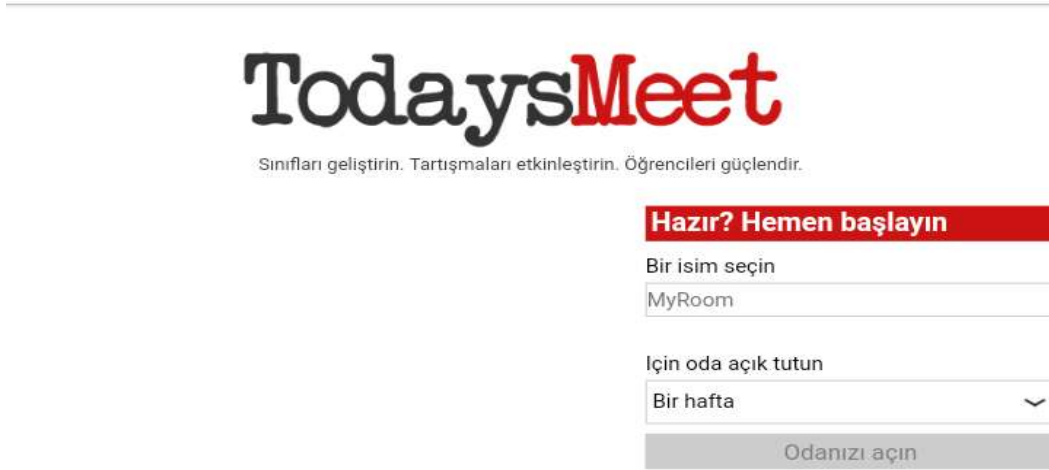 TodaysMeet
Sınıfları geliştirin. Tartışmaları etkinleştirin. Öğrencileri güçlendir.
Hazır? Hemen başlayın
Bir isim seçin
MyRoom
Için oda açık tutun
Bir hafta
Odanızı açın